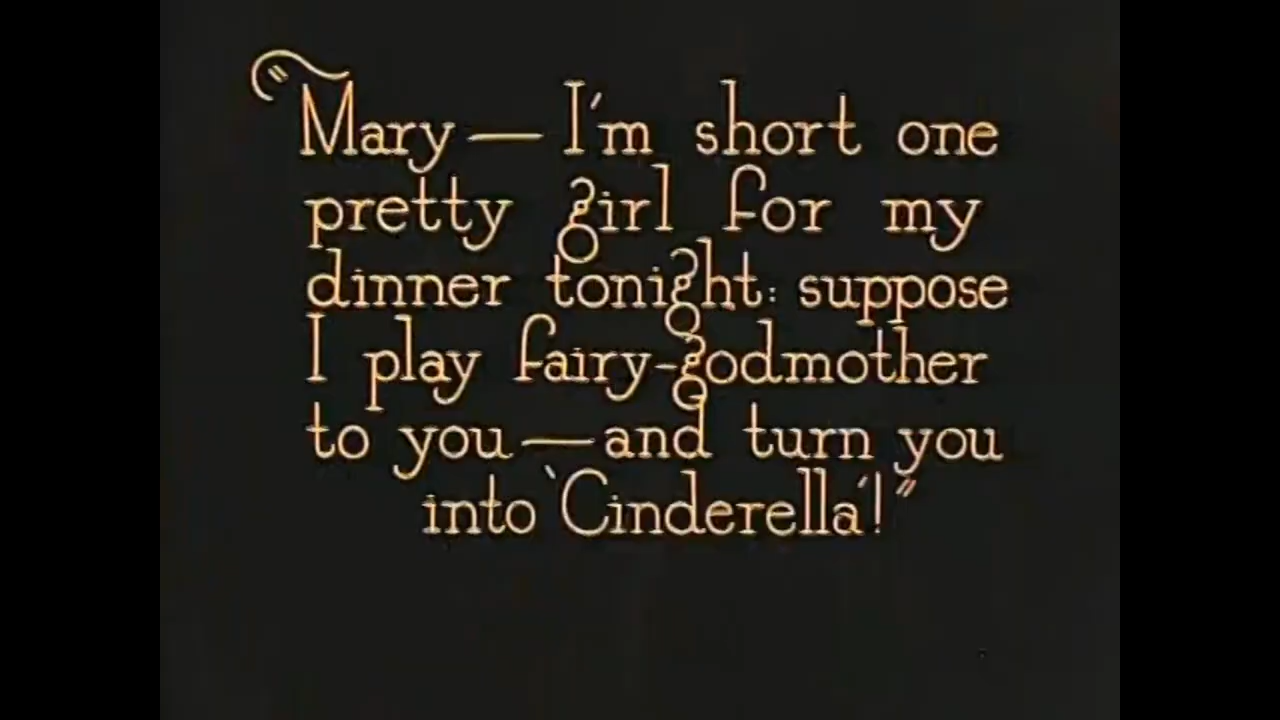 "Mary — I'm short one
pretty girl for my
dinner tonight: suppose
I play fairy-godmother
to you — and turn you
into 'Cinderella'!"